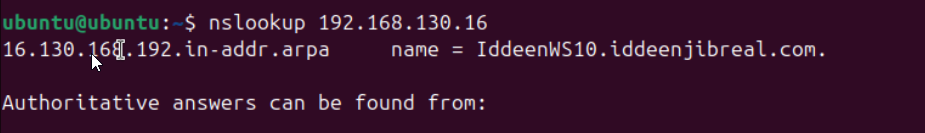 ubuntu@ubuntu:~$ nslookup 192.168.130.16
16.130.168.192.in-addr.arpa     name = IddeenWS10.iddeenjibreal.com.
Authoritative answers can be found from: